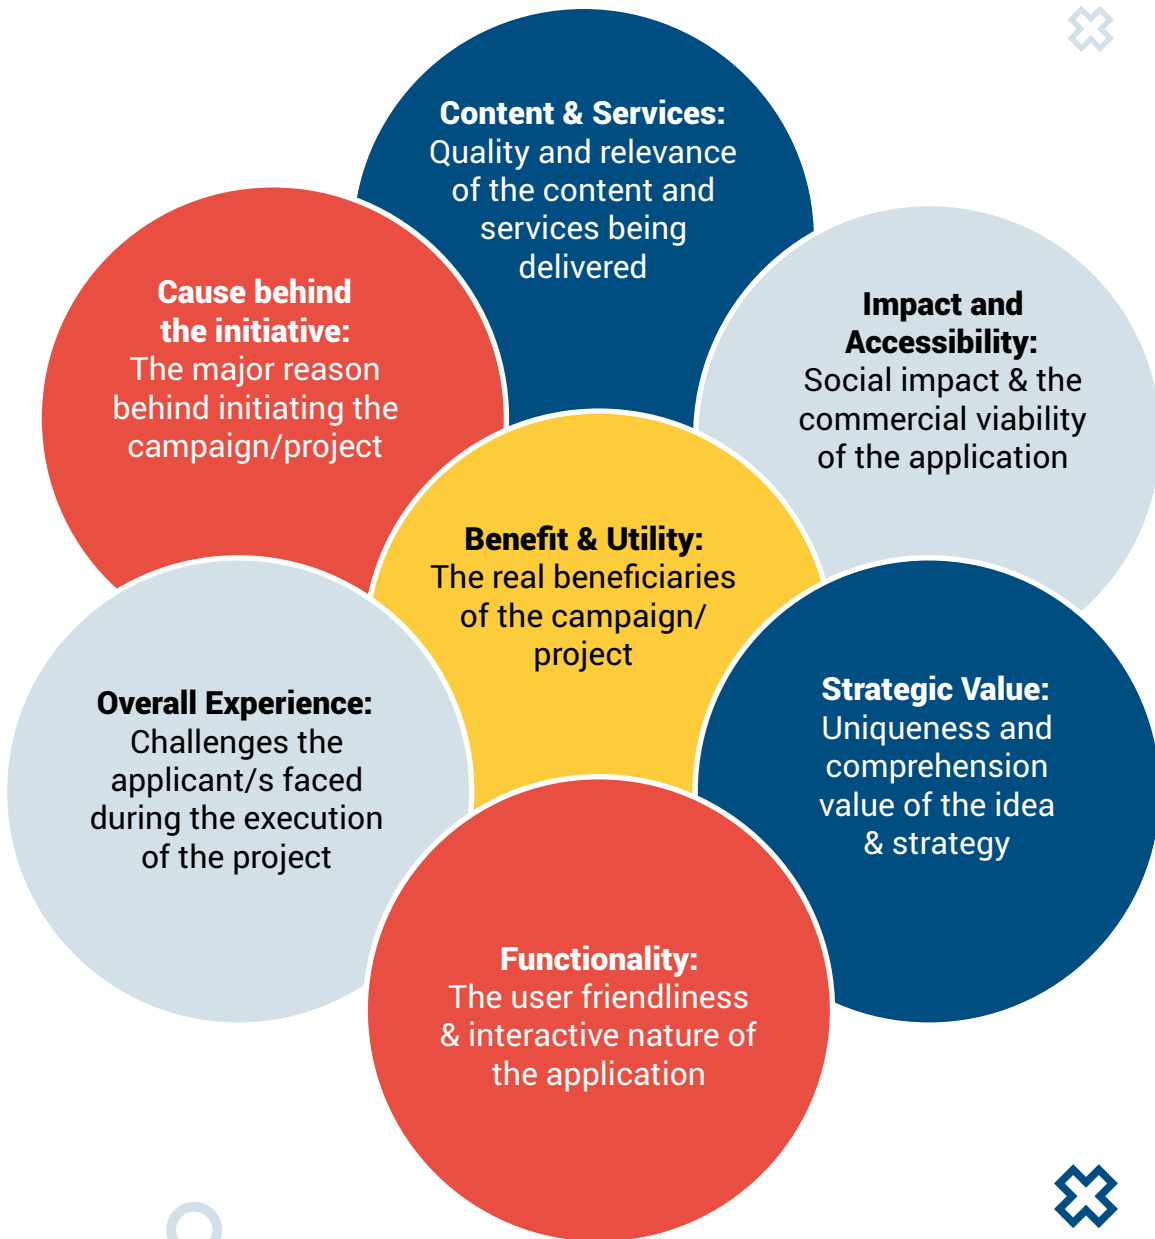 Content & Services:
Quality and relevance
of the content and
services being
delivered
Cause behind
the initiative:
The major reason
behind initiating the
campaign/project
Impact and
Accessibility:
Social impact & the
commercial viability
of the application
Benefit & Utility:
The real beneficiaries
of the campaign/
project
Overall Experience:
Challenges the
applicant/s faced
during the execution
of the project
Strategic Value:
Uniqueness and
comprehension
value of the idea
& strategy
Functionality:
The user friendliness
& interactive nature of
the application